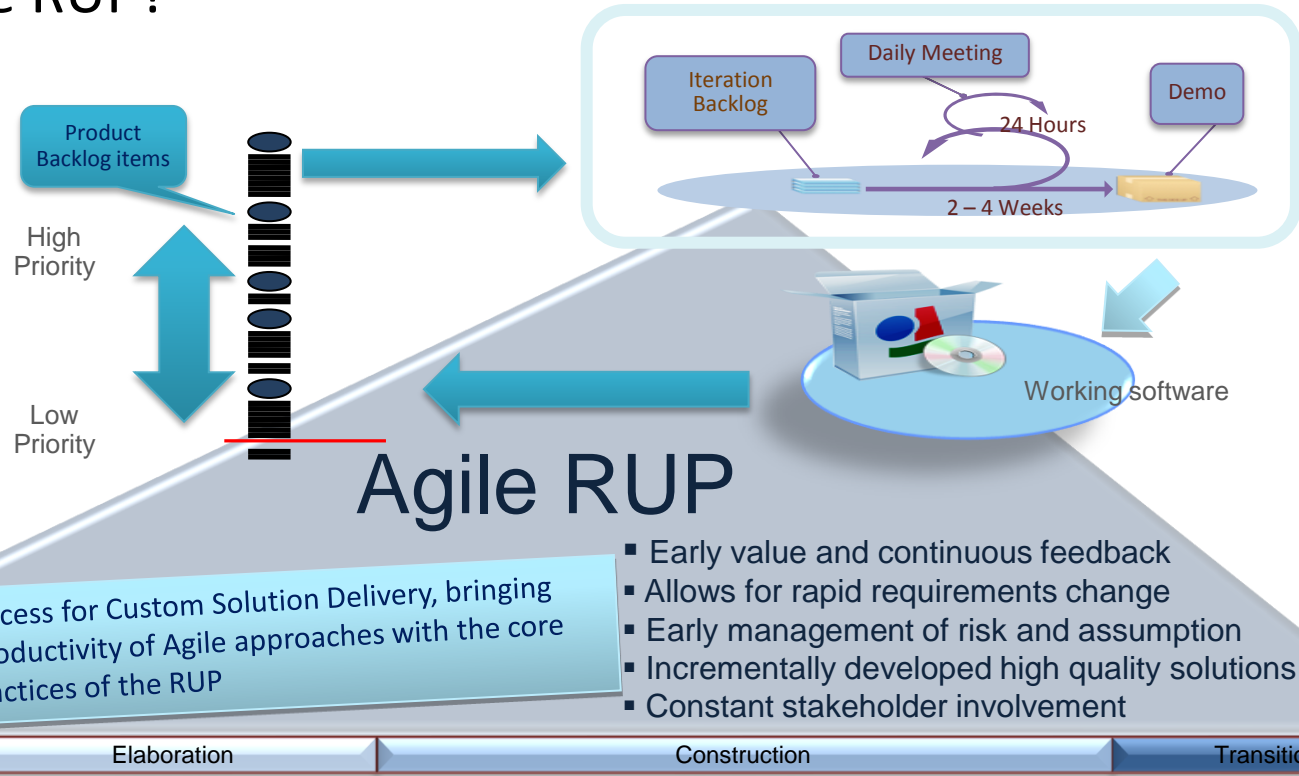 e RUP?
Product
Backlog items
High
Priority
Low
Priority
Iteration
Backlog
Daily Meeting
Demo
24 Hours
2 – 4 Weeks
Working software
Agile RUP
cess for Custom Solution Delivery, bringing
oductivity of Agile approaches with the core
ctices of the RUP
▪ Early value and continuous feedback
▪ Allows for rapid requirements change
▪ Early management of risk and assumption
▪ Incrementally developed high quality solutions
▪ Constant stakeholder involvement
Elaboration
Construction
Transitio